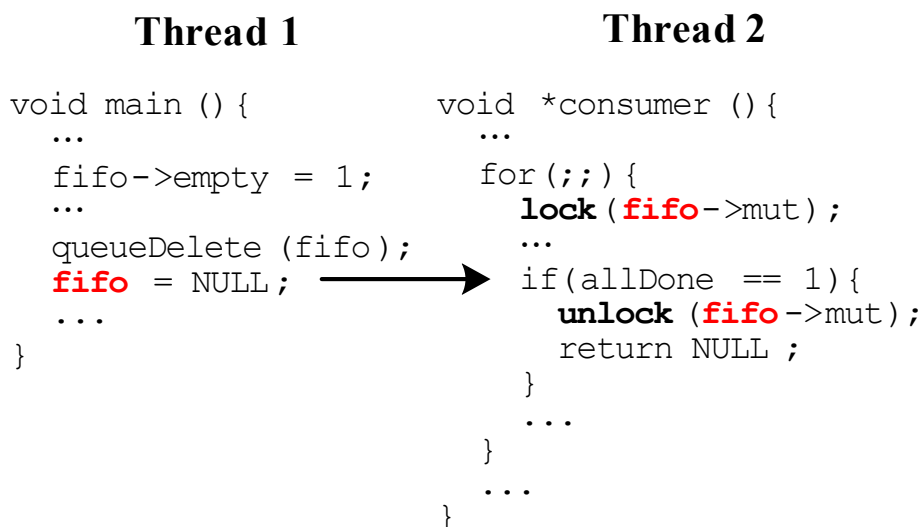 Thread 1
void main () {
...
fifo->empty = 1;
...
queueDelete (fifo);
fifo = NULL;
...
}
Thread 2
void *consumer () {
...
for (;;) {
lock (fifo->mut);
...
if(allDone == 1) {
unlock (fifo->mut);
return NULL ;
}
...
}
...
}